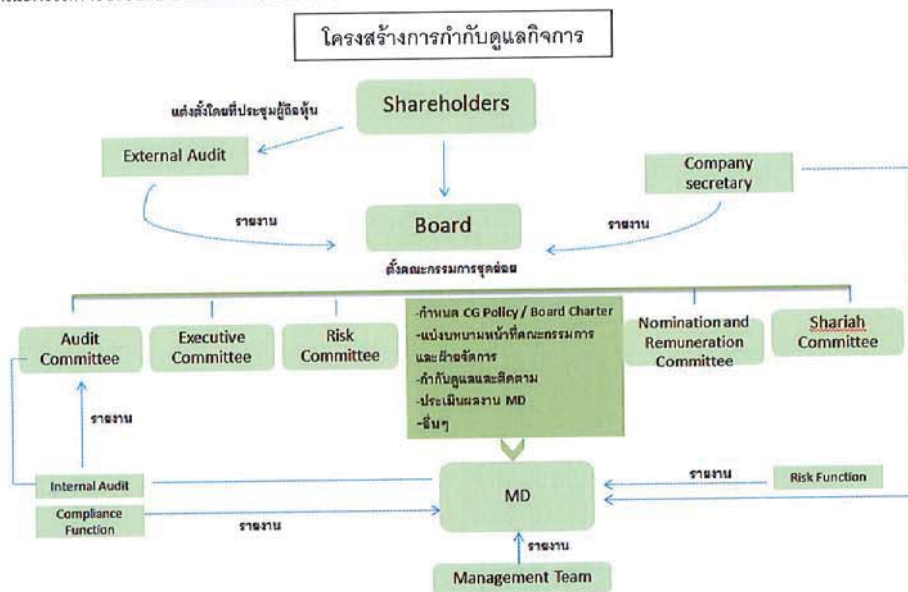 โครงสร้างการกำกับดูแลกิจการ
Shareholders
แต่งตั้งโดยที่ประชุมผู้ถือหุ้น
External Audit
Company
secretary
รายงาน
รายงาน
Board
ตั้งคณะกรรมการชุดย่อย
Audit
Committee
Executive
Committee
Risk
Committee
-กำหนด CG Policy / Board Charter
-แบ่งบทบาทหน้าที่คณะกรรมการ
และฝ่ายจัดการ
-กำกับดูแลและติดตาม
-ประเมินผลงาน MD
-อื่นๆ
Nomination and
Remuneration
Committee
Shariah
Committee
รายงาน
Internal Audit
Compliance
Function
รายงาน
MD
รายงาน
Risk Function
รายงาน
Management Team